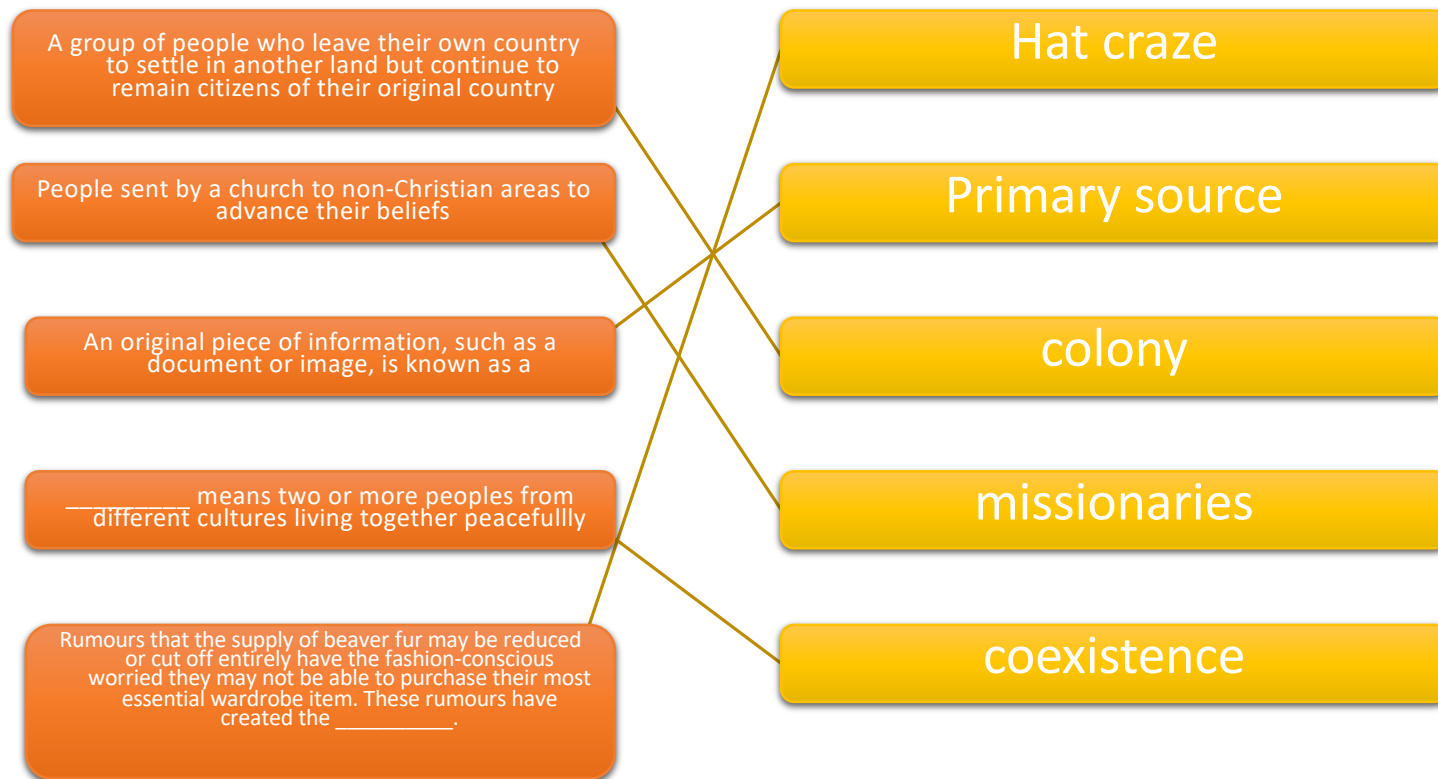 A group of people who leave their own country
to settle in another land but continue to
remain citizens of their original country
Hat craze
People sent by a church to non-Christian areas to
advance their beliefs
Primary source
An original piece of information, such as a
document or image, is known as a
colony
_________ means two or more peoples from
different cultures living together peacefullly
missionaries
Rumours that the supply of beaver fur may be reduced
or cut off entirely have the fashion-conscious
worried they may not be able to purchase their most
essential wardrobe item. These rumours have
created the __________.
coexistence